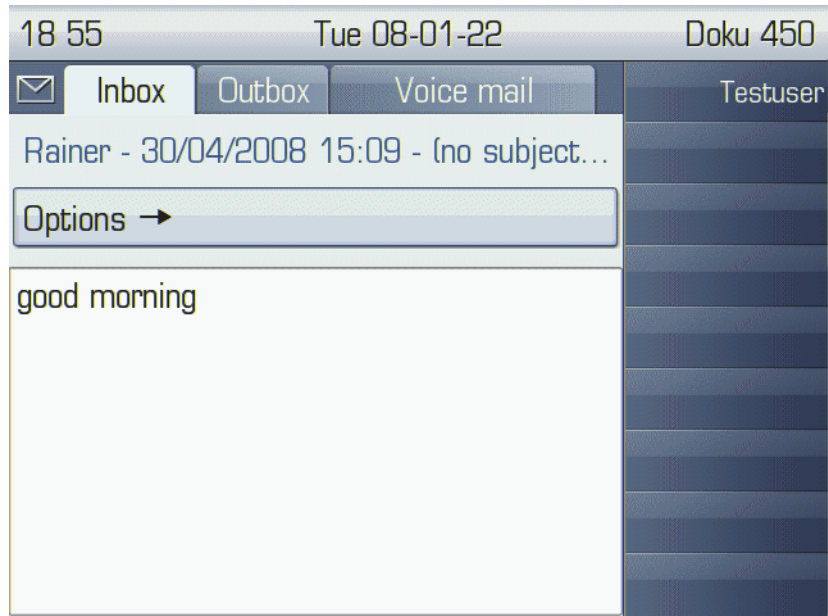 18 55 Tue 08-01-22 Doku 450
Inbox Outbox Voice mail
Testuser
Rainer - 30/04/2008 15:09 - (no subject...
Options →
good morning